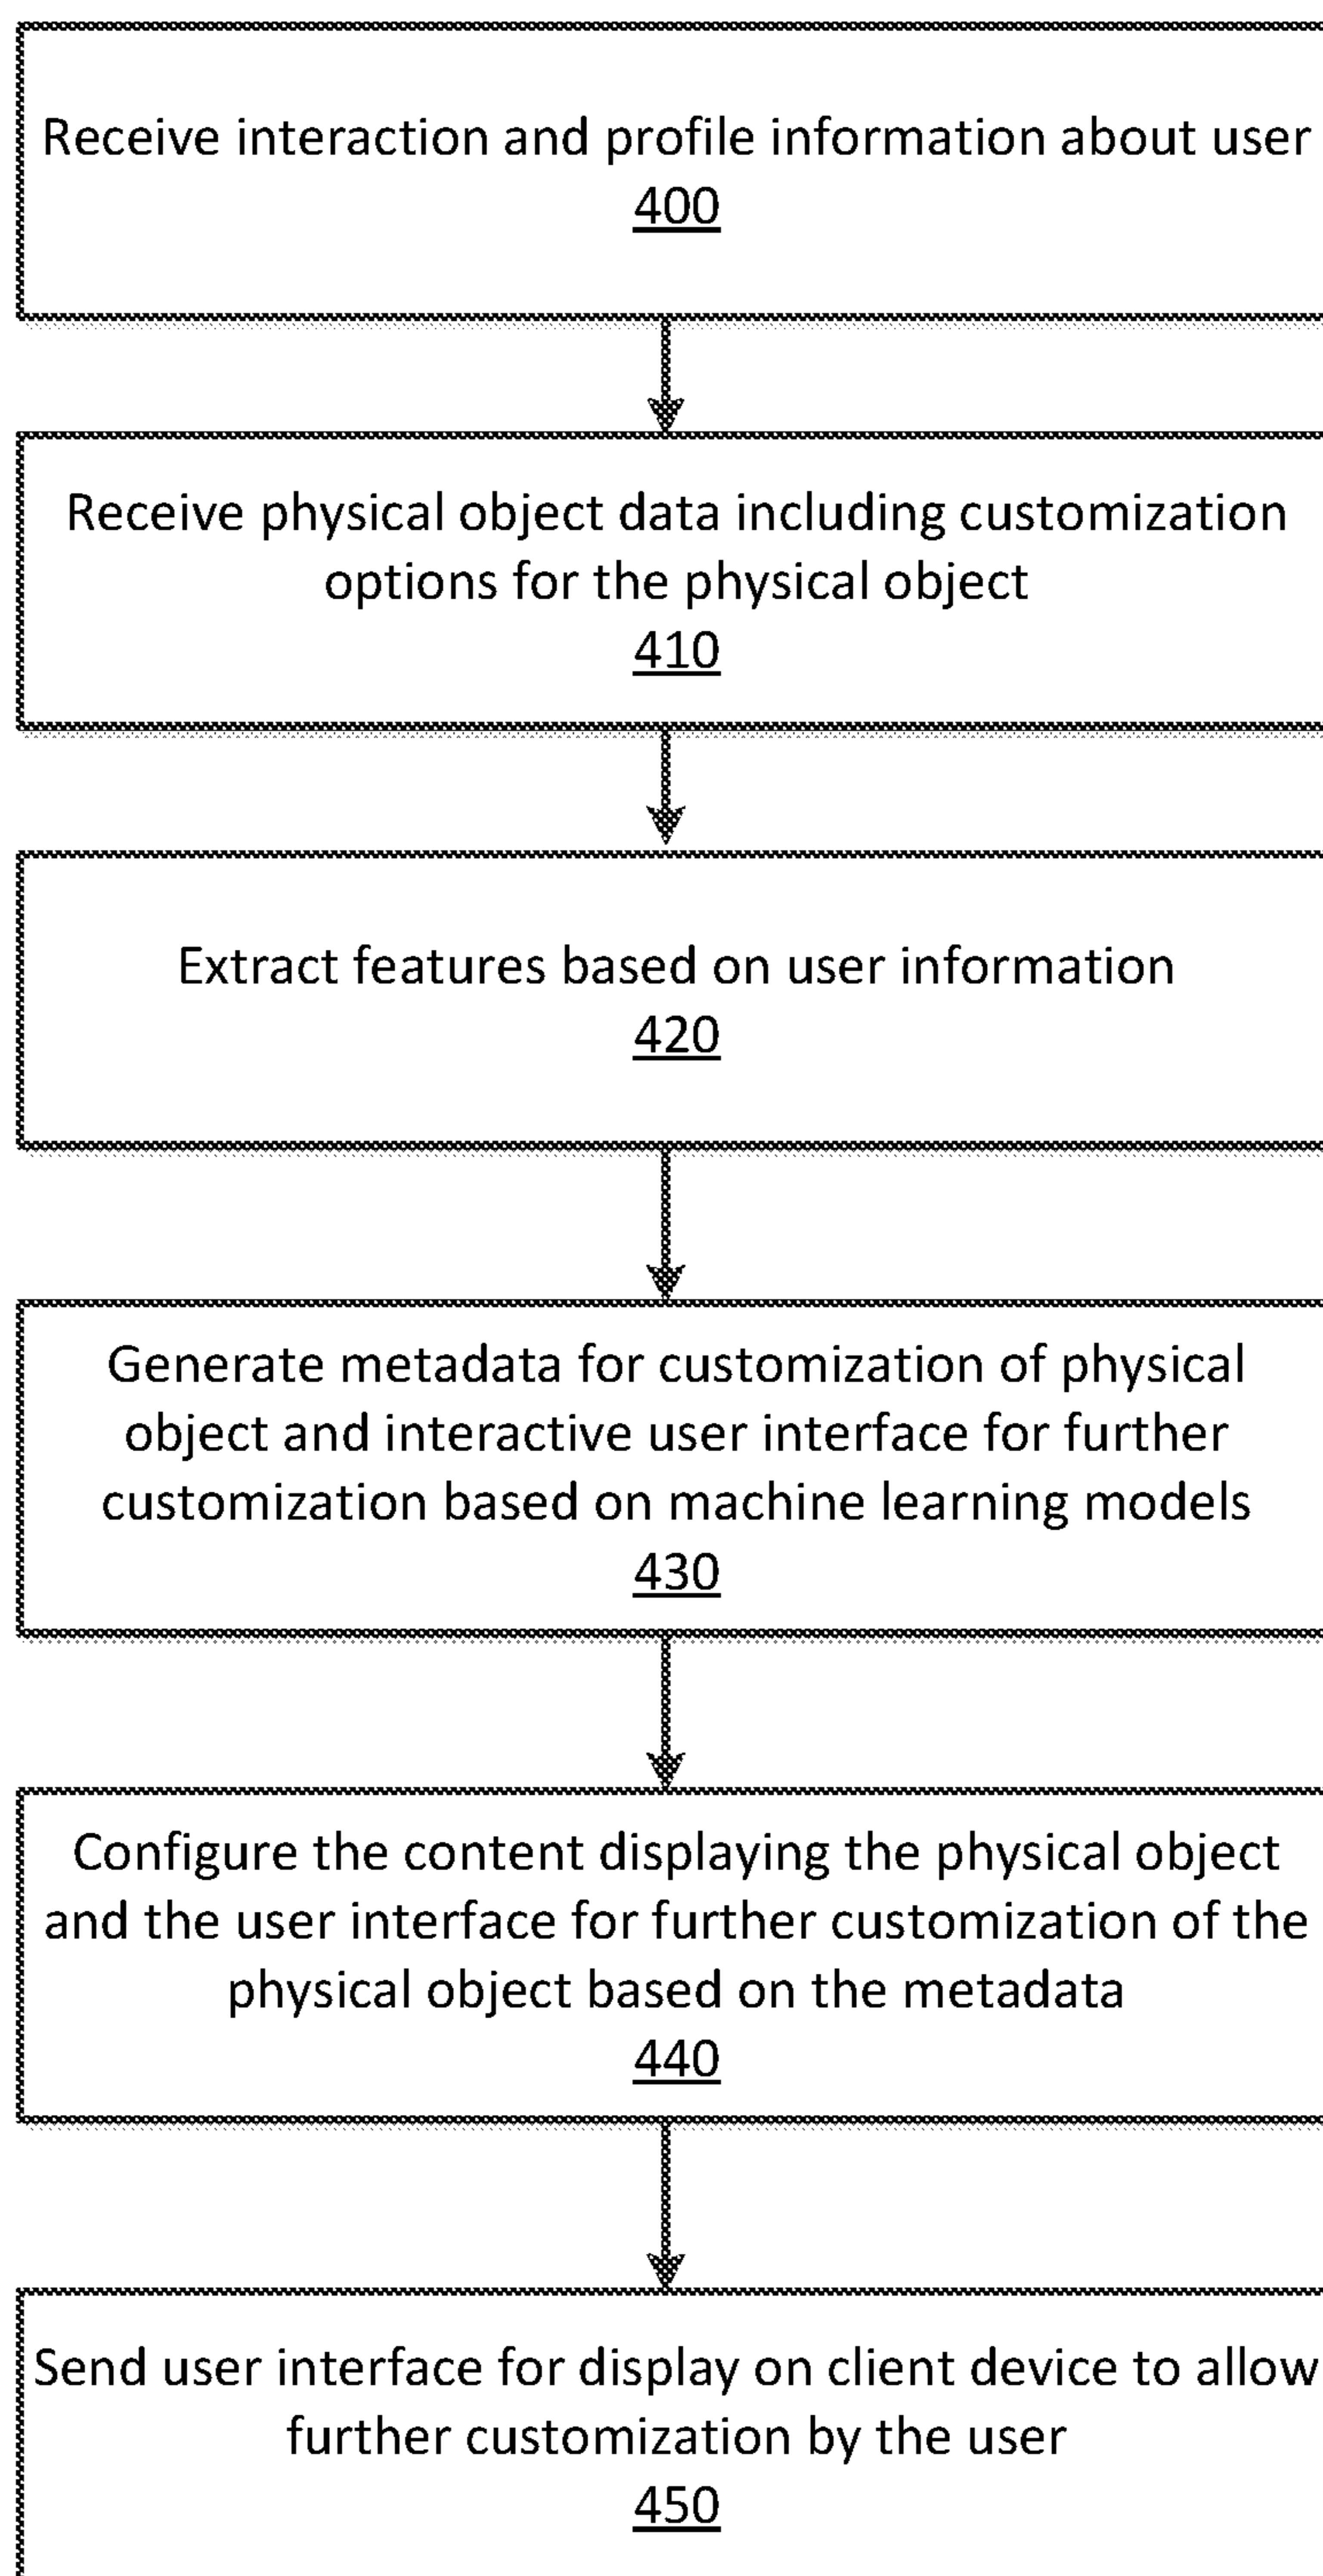 Receive interaction and profile information about user
400
Receive physical object data including customization
options for the physical object
410
Extract features based on user information
420
Generate metadata for customization of physical
object and interactive user interface for further
customization based on machine learning models
430
Configure the content displaying the physical object
and the user interface for further customization of the
physical object based on the metadata
440
Send user interface for display on client device to allow
further customization by the user
450